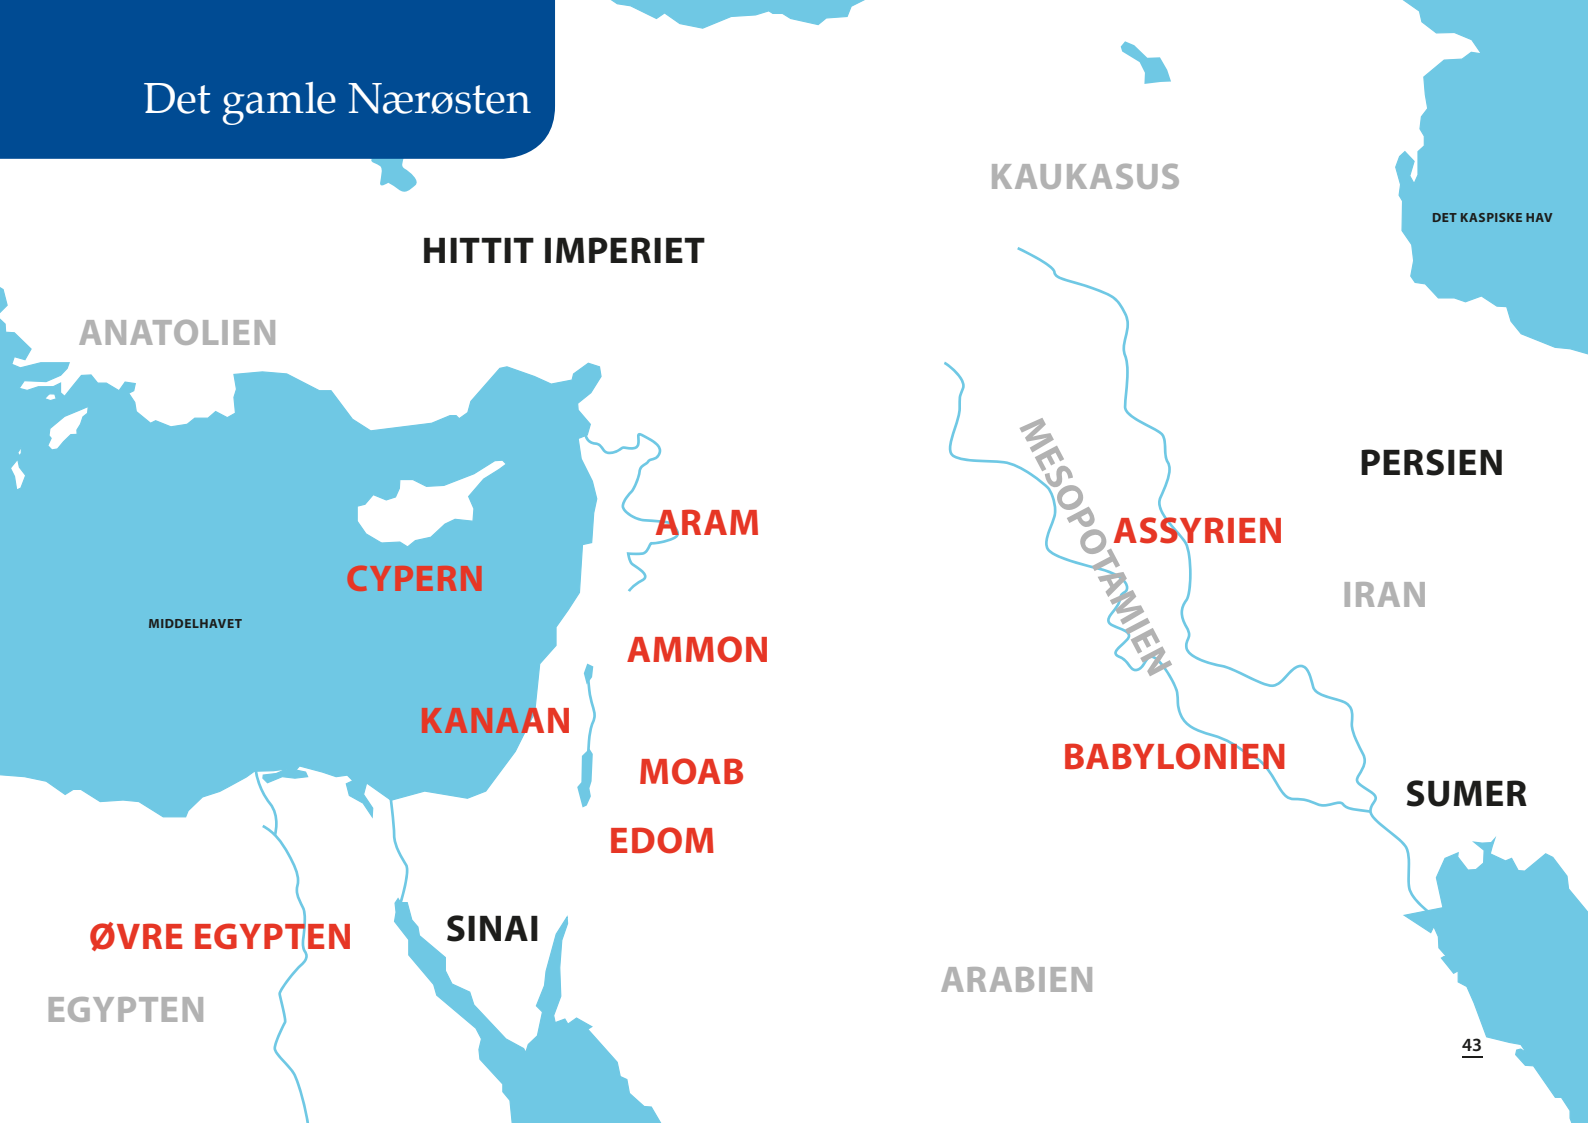 Det gamle Nærøsten
KAUKASUS
DET KASPISKE HAV
HITTIT IMPERIET
ANATOLIEN
MESOPOTAMIEN
PERSIEN
ARAM
ASSYRIEN
CYPERN
IRAN
MIDDELHAVET
AMMON
KANAAN
BABYLONIEN
MOAB
SUMER
EDOM
SINAI
ØVRE EGYPTEN
ARABIEN
EGYPTEN
43